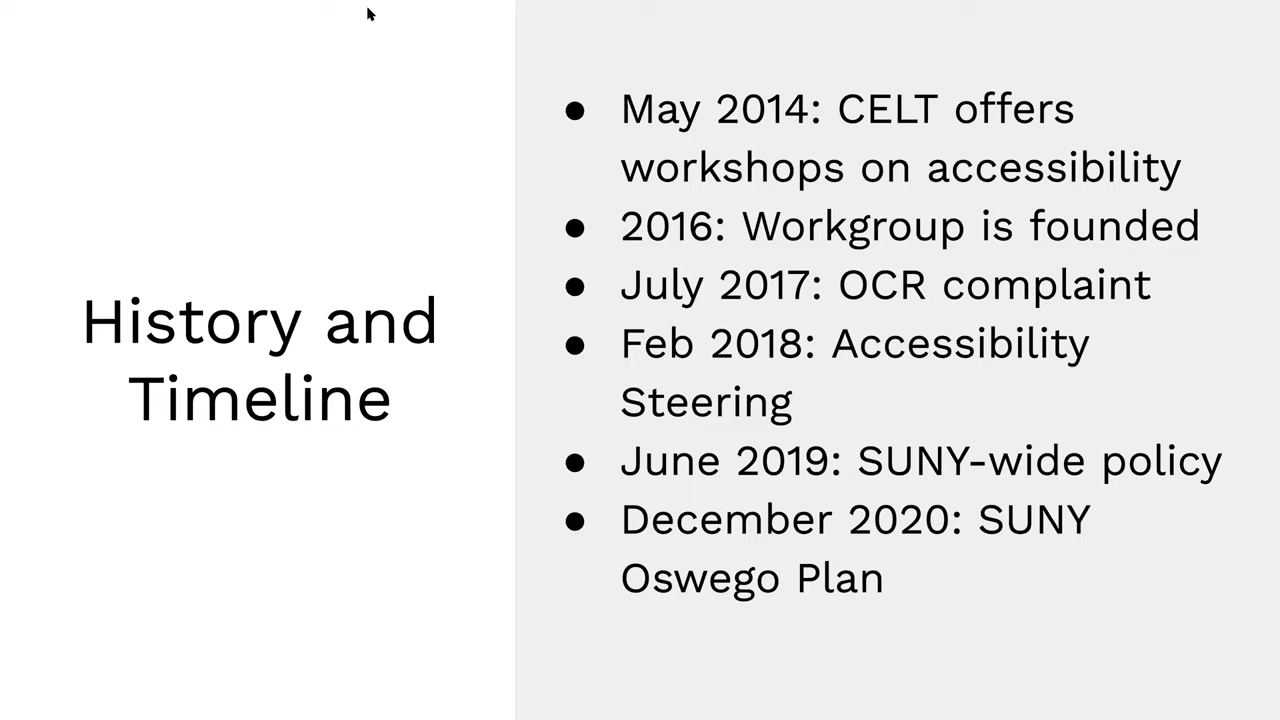 History and
Timeline
● May 2014: CELT offers
workshops on accessibility
● 2016: Workgroup is founded
● July 2017: OCR complaint
● Feb 2018: Accessibility
Steering
● June 2019: SUNY-wide policy
● December 2020: SUNY
Oswego Plan